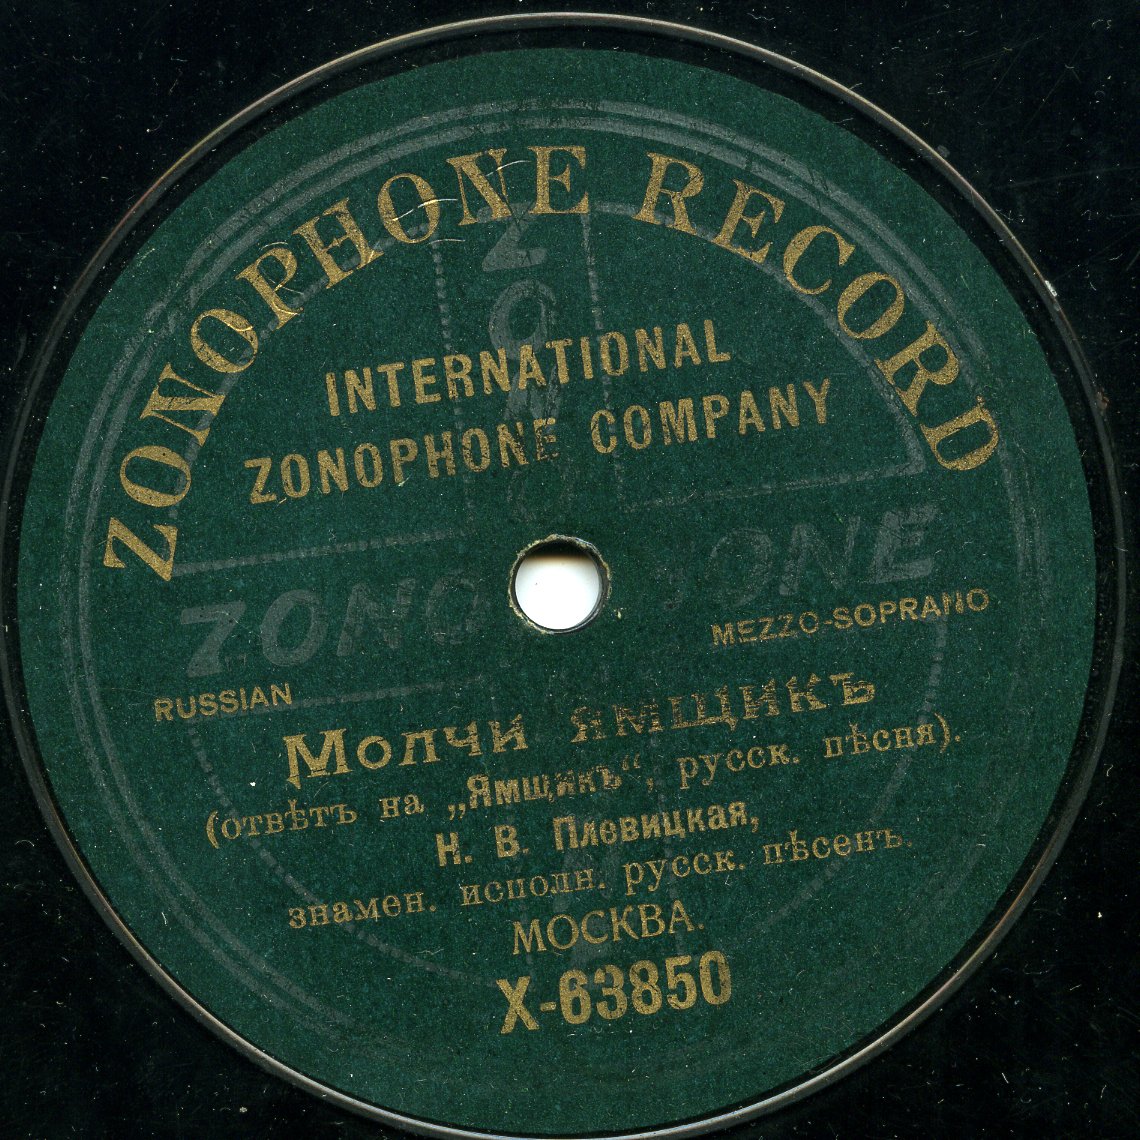 ZONOPHONE RECORD
INTERNATIONAL
ZONOPHONE COMPANY
ZONO
ZONOPHONE
MEZZO-SOPRANO
RUSSIAN
Молчи ямщикъ
(отвѣтъ на „Ямщикъ“, русск. пѣсня).
Н. В. Плевицкая,
знамен. исполн. русск. пѣсенъ.
МОСКВА.
X-63850